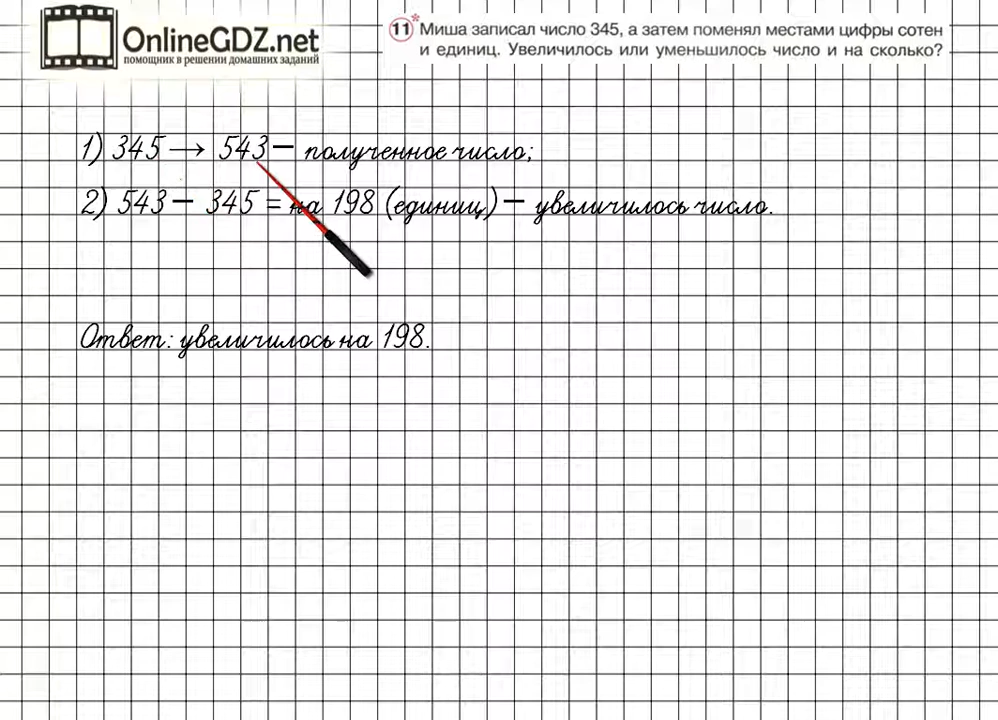 OnlineGDZ.net
помощник в решении домашних заданий
11* Миша записал число 345, а затем поменял местами цифры сотен
и единиц. Увеличилось или уменьшилось число и на сколько?
1) 345 → 543 — полученное число;
2) 543 — 345 = на 198 (единиц) — увеличилось число.
Ответ: увеличилось на 198.